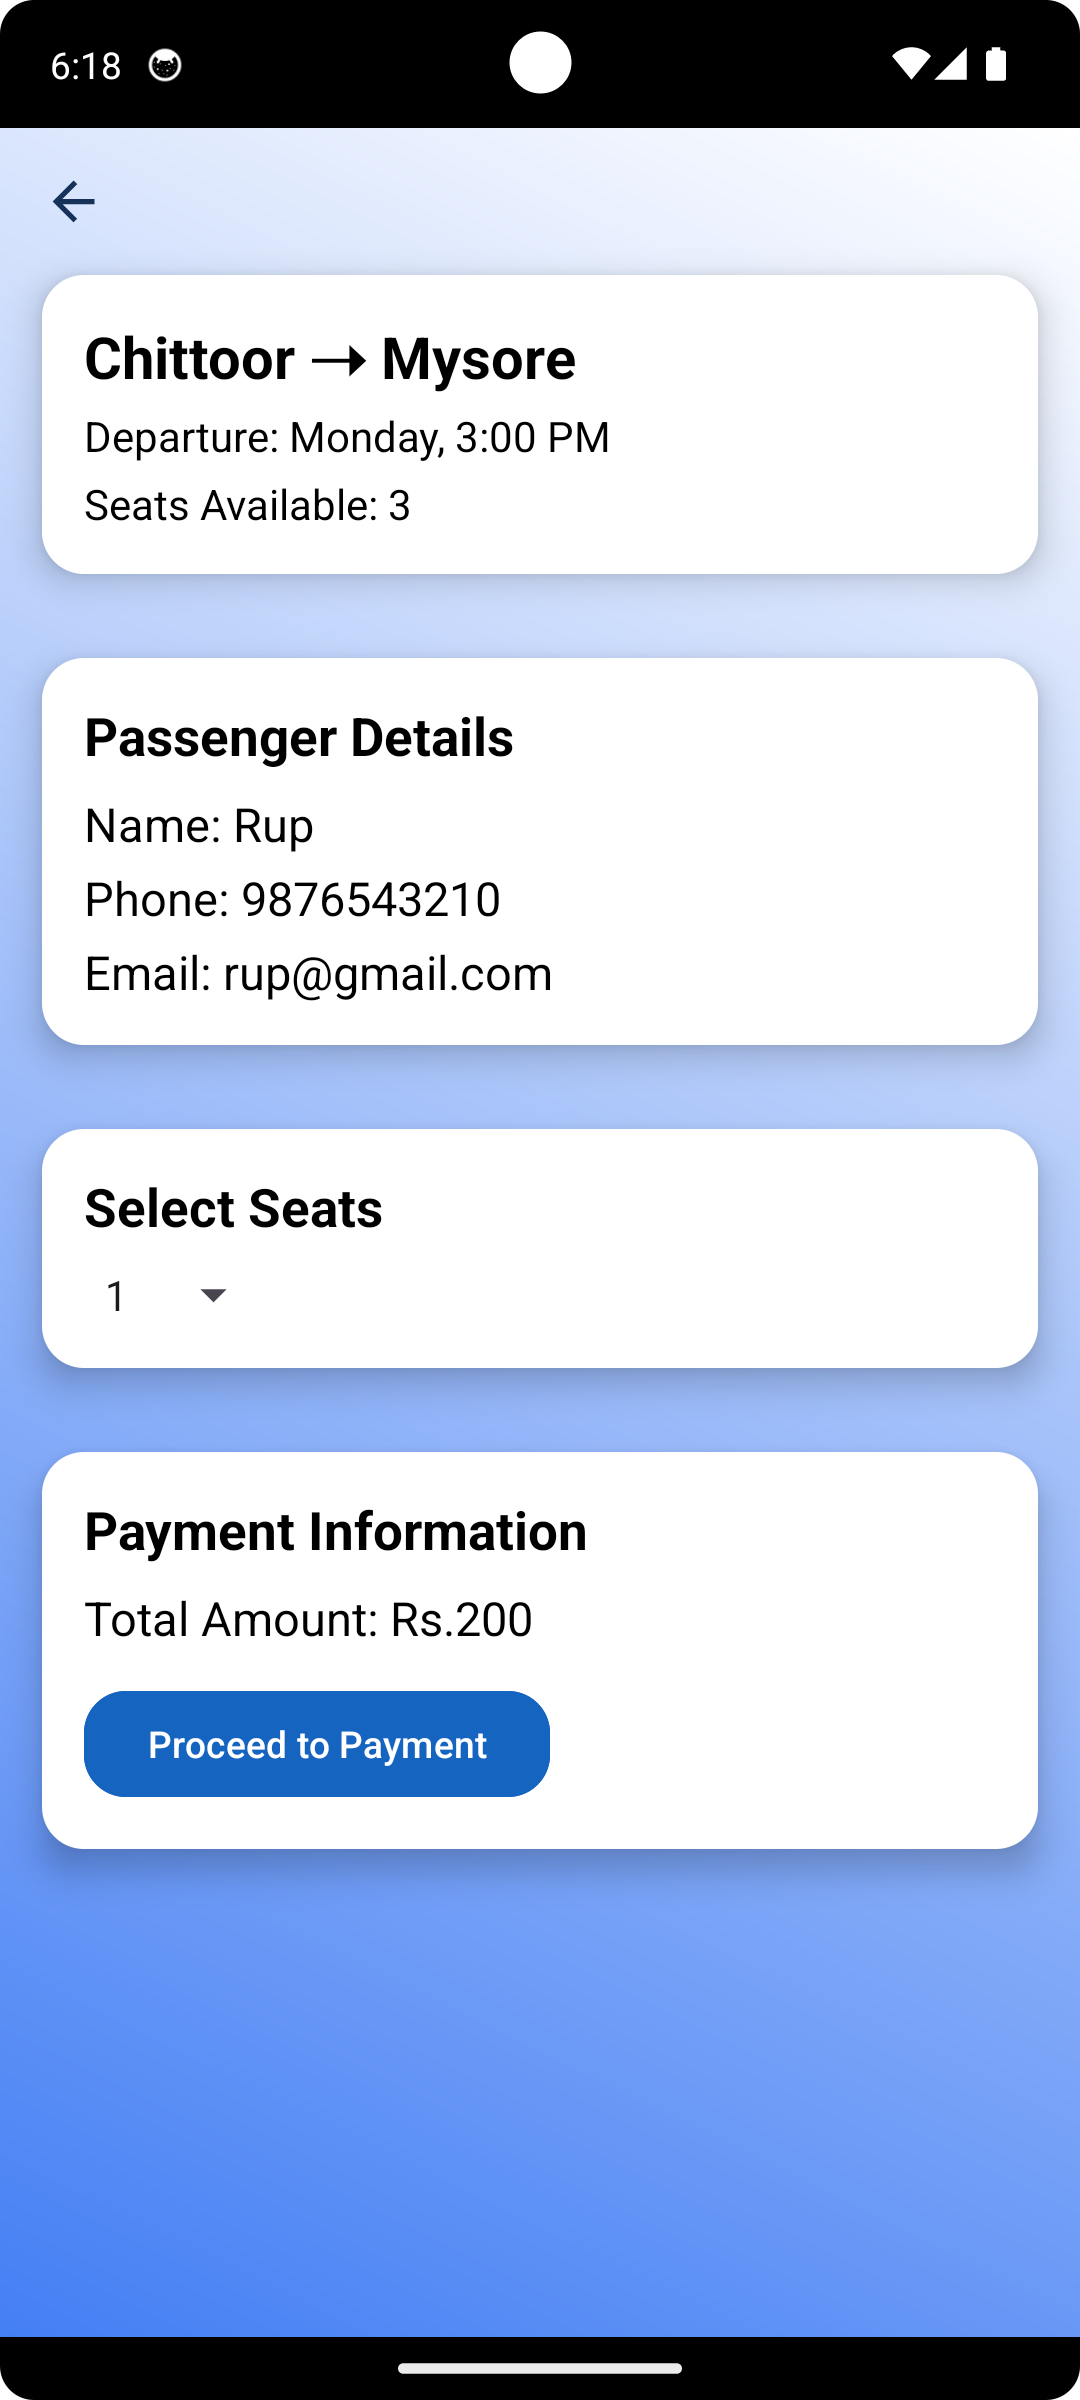 6:18
Chittoor → Mysore
Departure: Monday, 3:00 PM
Seats Available: 3
Passenger Details
Name: Rup
Phone: 9876543210
Email: rup@gmail.com
Select Seats
1
Payment Information
Total Amount: Rs.200
Proceed to Payment